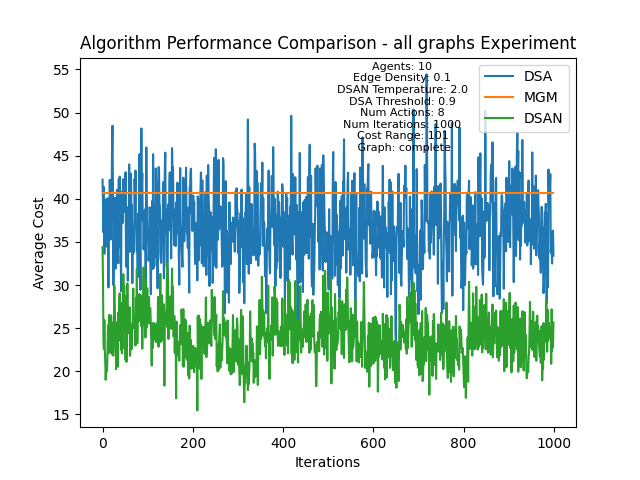 Algorithm Performance Comparison - all graphs Experiment
Agents: 10
Edge Density: 0.1
DSAN Temperature: 2.0
DSA Threshold: 0.9
Num Actions: 8
Num Iterations: 1000
Cost Range: 101
Graph: complete
DSA
MGM
DSAN
55
50
45
40
35
30
25
20
15
Average Cost
0
200
400
600
800
1000
Iterations